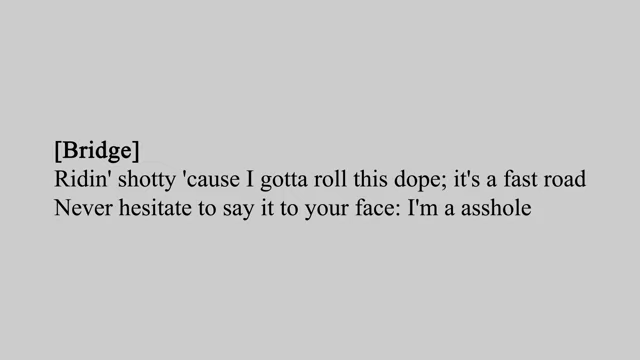 [Bridge]
Ridin' shotty 'cause I gotta roll this dope; it's a fast road
Never hesitate to say it to your face: I'm a asshole